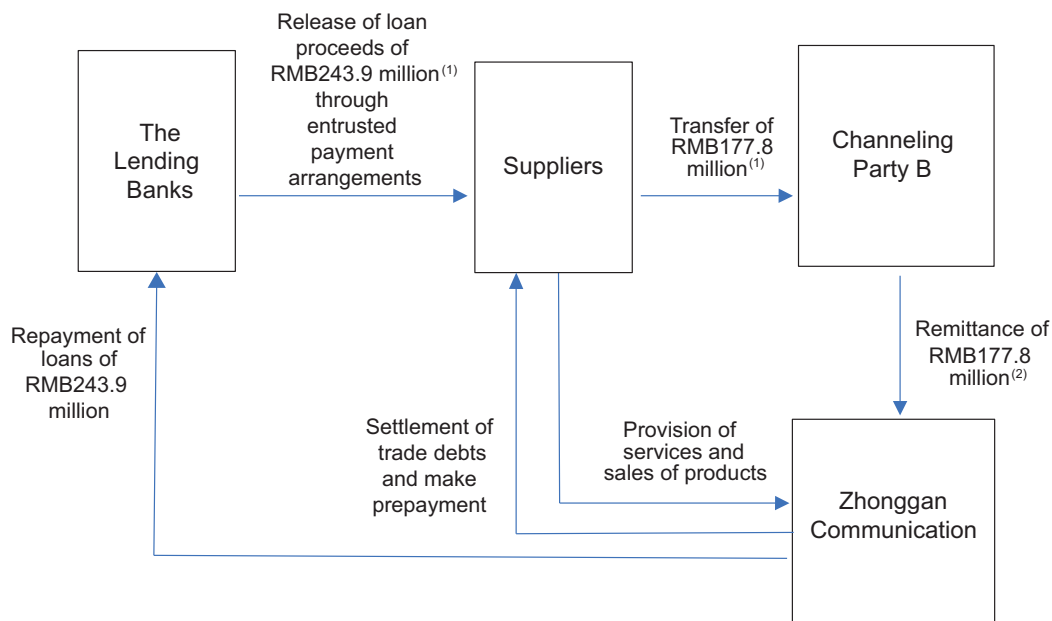 Release of loan
proceeds of
RMB243.9 million(1)
through
entrusted
payment
arrangements
The
Lending
Banks
Suppliers
Transfer of
RMB177.8
million(1)
Channeling
Party B
Repayment of
loans of
RMB243.9
million
Remittance of
RMB177.8
million(2)
Settlement of
trade debts
and make
prepayment
Provision of
services and
sales of products
Zhonggan
Communication